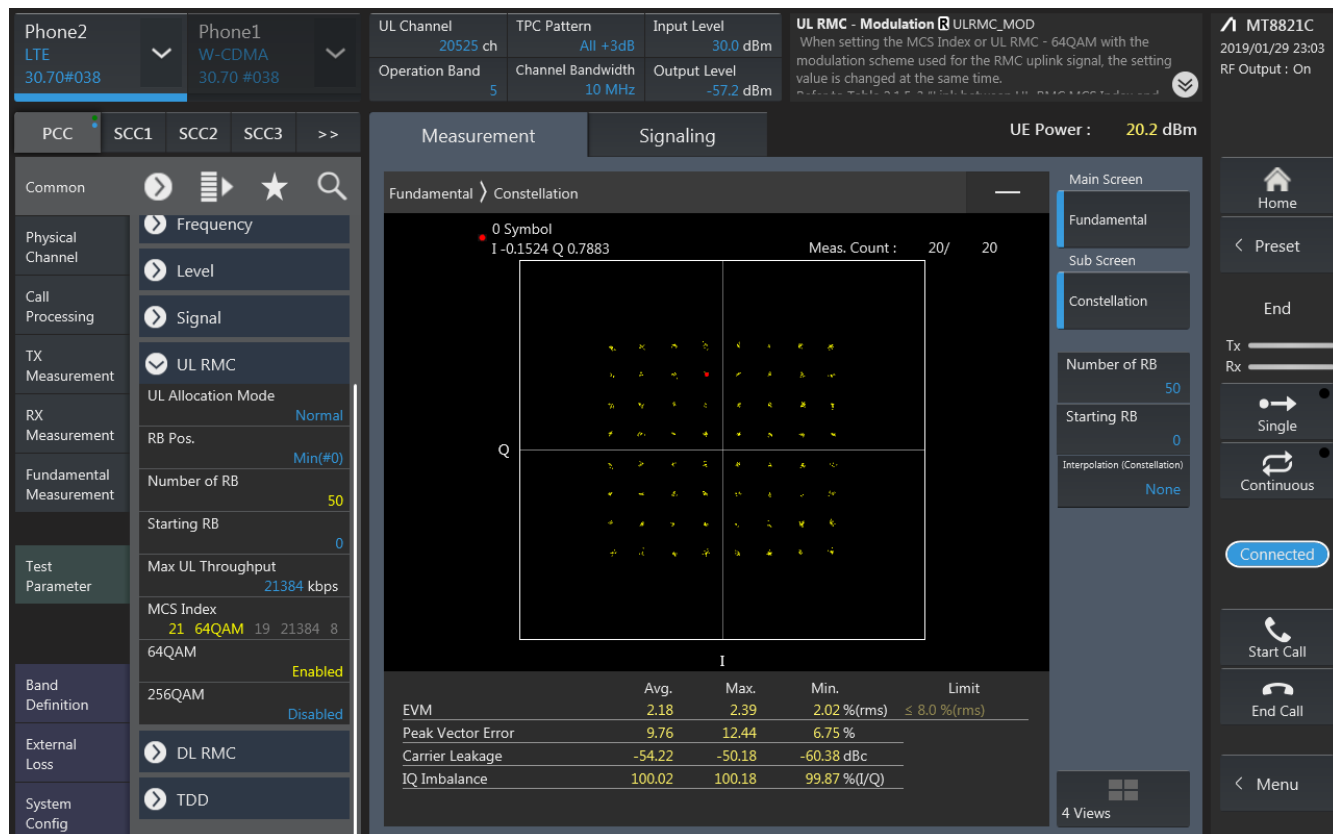 Phone2
LTE
30.70#038
Phone1
W-CDMA
30.70 #038
UL Channel
20525 ch
TPC Pattern
All +3dB
Input Level
30.0 dBm
Operation Band
5
Channel Bandwidth
10 MHz
Output Level
-57.2 dBm
UL RMC - Modulation R ULRMC_MOD
When setting the MCS Index or UL RMC - 64QAM with the
modulation scheme used for the RMC uplink signal, the setting
value is changed at the same time.
MT8821C
2019/01/29 23:03
RF Output : On
PCC SCC1 SCC2 SCC3 >>
Measurement
Signaling
UE Power : 20.2 dBm
Common
Physical
Channel
Call
Processing
TX
Measurement
RX
Measurement
Fundamental
Measurement
Test
Parameter
Band
Definition
External
Loss
System
Config
Frequency
Level
Signal
UL RMC
UL Allocation Mode
Normal
RB Pos.
Min(#0)
Number of RB
50
Starting RB
0
Max UL Throughput
21384 kbps
MCS Index
21 64QAM 19 21384 8
64QAM
Enabled
256QAM
Disabled
DL RMC
TDD
Fundamental 〉 Constellation
0 Symbol
I -0.1524 Q 0.7883
Meas. Count : 20/ 20
Q
I
Avg. Max. Min. Limit
EVM 2.18 2.39 2.02 %(rms) ≤ 8.0 %(rms)
Peak Vector Error 9.76 12.44 6.75 %
Carrier Leakage -54.22 -50.18 -60.38 dBc
IQ Imbalance 100.02 100.18 99.87 %(I/Q)
Main Screen
Fundamental
Sub Screen
Constellation
Number of RB
50
Starting RB
0
Interpolation (Constellation)
None
4 Views
Home
< Preset
End
Tx
Rx
Single
Continuous
Connected
Start Call
End Call
< Menu